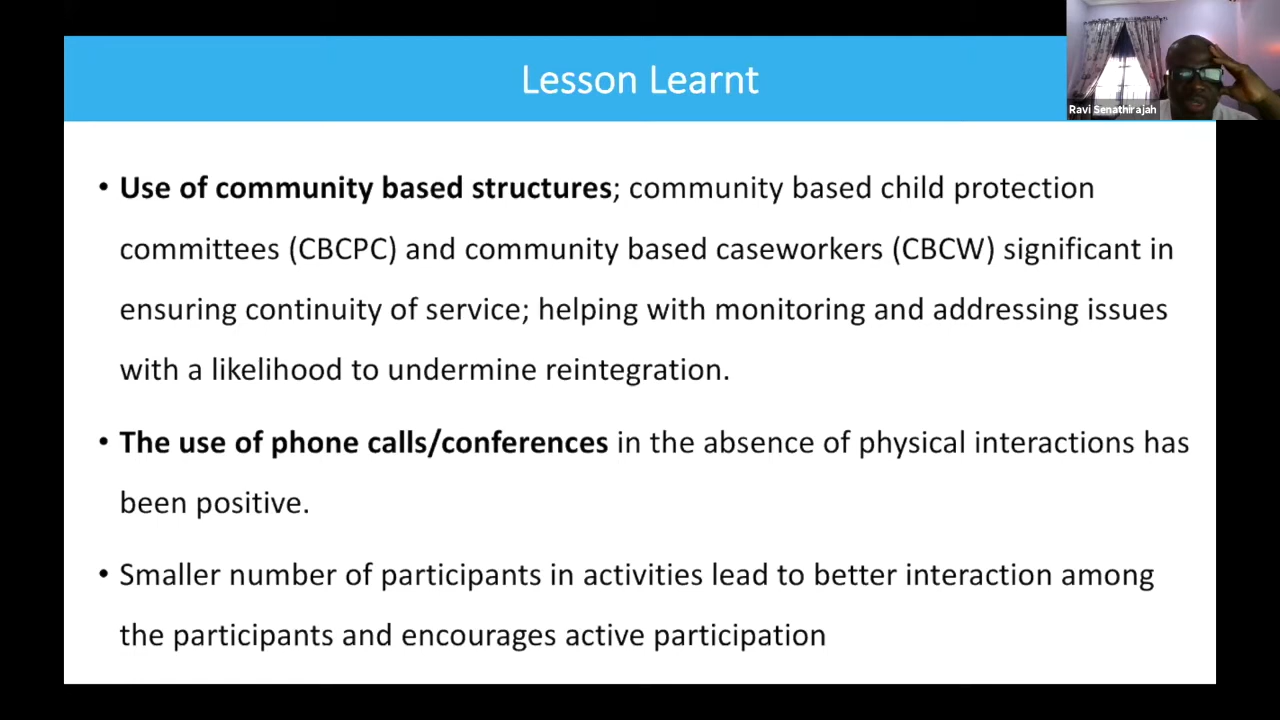 Lesson Learnt
Ravi Senathirajah
• Use of community based structures; community based child protection
committees (CBCPC) and community based caseworkers (CBCW) significant in
ensuring continuity of service; helping with monitoring and addressing issues
with a likelihood to undermine reintegration.
• The use of phone calls/conferences in the absence of physical interactions has
been positive.
• Smaller number of participants in activities lead to better interaction among
the participants and encourages active participation